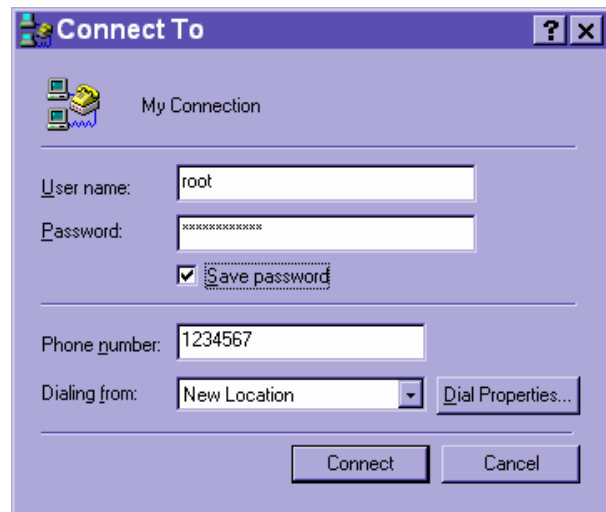 Connect To
My Connection
User name: root
Password: ************
Save password
Phone number: 1234567
Dialing from: New Location Dial Properties...
Connect Cancel